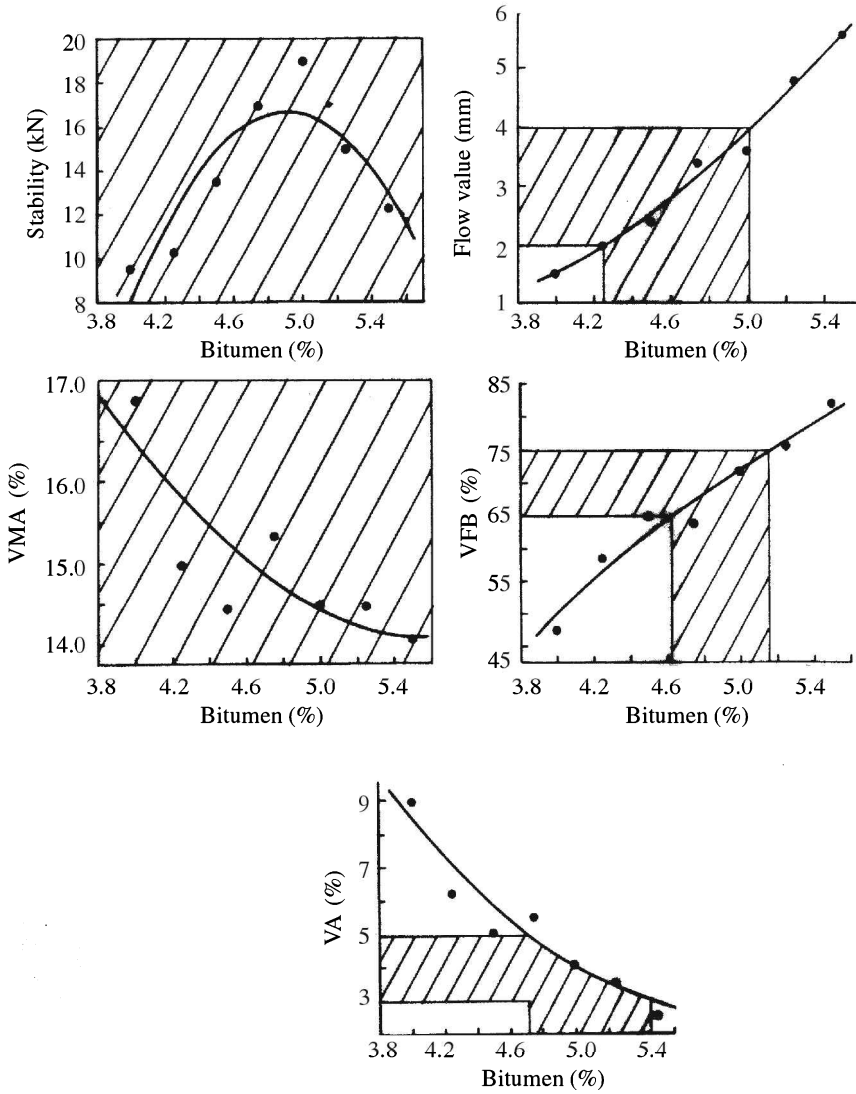 Stability (kN)
20
18
16
14
12
10
8
3.8 4.2 4.6 5.0 5.4
Bitumen (%)
Flow value (mm)
6
5
4
3
2
1
3.8 4.2 4.6 5.0 5.4
Bitumen (%)
VMA (%)
17.0
16.0
15.0
14.0
3.8 4.2 4.6 5.0 5.4
Bitumen (%)
VFB (%)
85
75
65
55
45
3.8 4.2 4.6 5.0 5.4
Bitumen (%)
VA (%)
9
7
5
3
3.8 4.2 4.6 5.0 5.4
Bitumen (%)